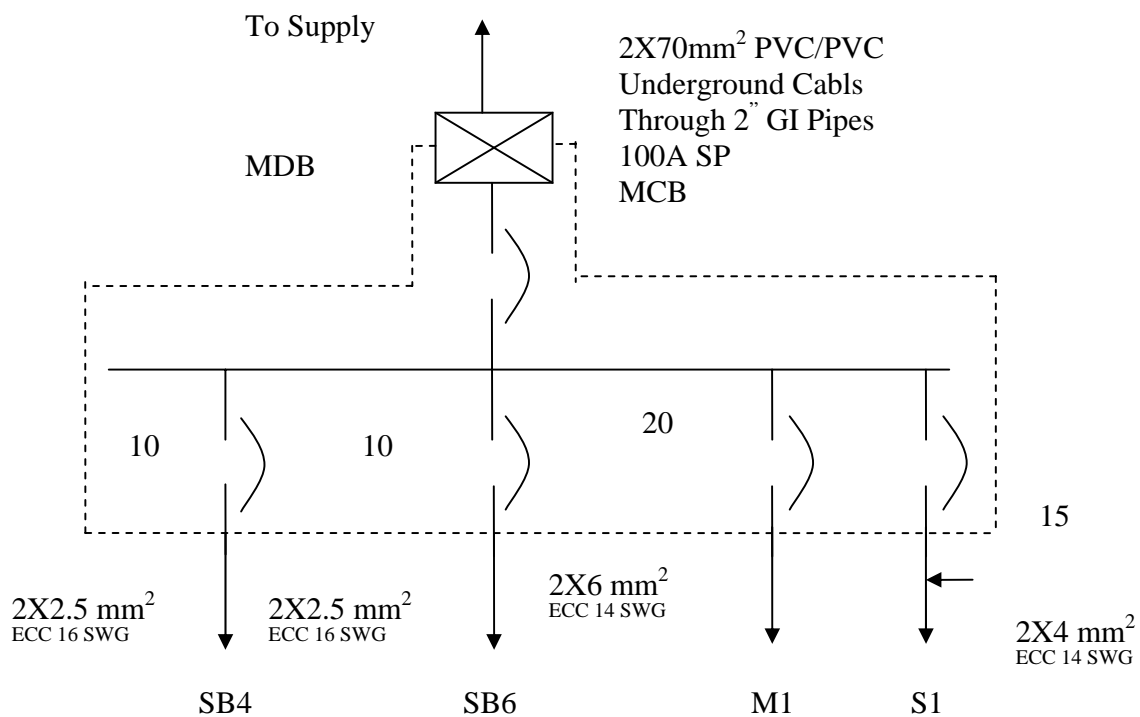 To Supply
2X70mm² PVC/PVC
Underground Cabls
Through 2” GI Pipes
100A SP
MCB
MDB
10
10
20
15
2X2.5 mm²
ECC 16 SWG
2X2.5 mm²
ECC 16 SWG
2X6 mm²
ECC 14 SWG
2X4 mm²
ECC 14 SWG
SB4
SB6
M1
S1